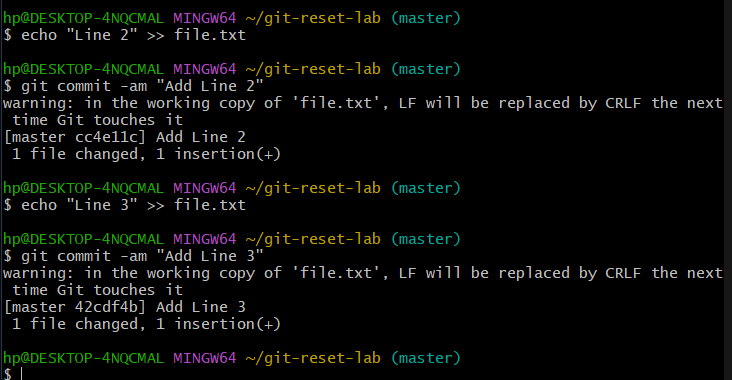 hp@DESKTOP-4NQCMAL MINGW64 ~/git-reset-lab (master)
$ echo "Line 2" >> file.txt
hp@DESKTOP-4NQCMAL MINGW64 ~/git-reset-lab (master)
$ git commit -am "Add Line 2"
warning: in the working copy of 'file.txt', LF will be replaced by CRLF the next
 time Git touches it
[master cc4e11c] Add Line 2
 1 file changed, 1 insertion(+)
hp@DESKTOP-4NQCMAL MINGW64 ~/git-reset-lab (master)
$ echo "Line 3" >> file.txt
hp@DESKTOP-4NQCMAL MINGW64 ~/git-reset-lab (master)
$ git commit -am "Add Line 3"
warning: in the working copy of 'file.txt', LF will be replaced by CRLF the next
 time Git touches it
[master 42cdf4b] Add Line 3
 1 file changed, 1 insertion(+)
hp@DESKTOP-4NQCMAL MINGW64 ~/git-reset-lab (master)
$